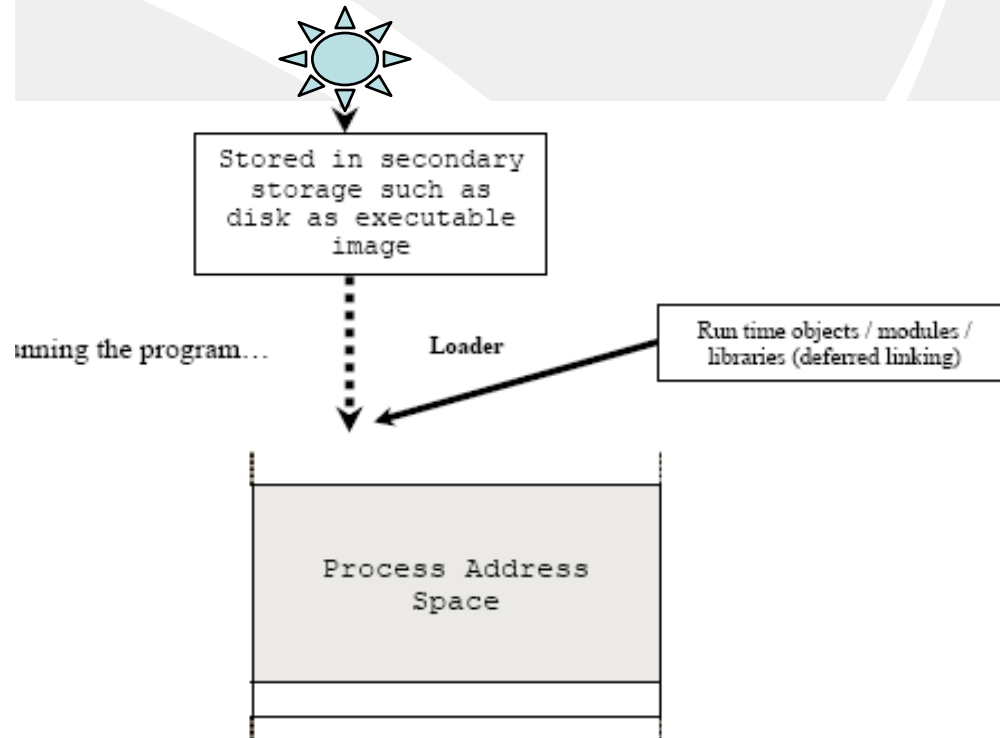 Stored in secondary
storage such as
disk as executable
image
the program…
Loader
Run time objects / modules /
libraries (deferred linking)
Process Address
Space